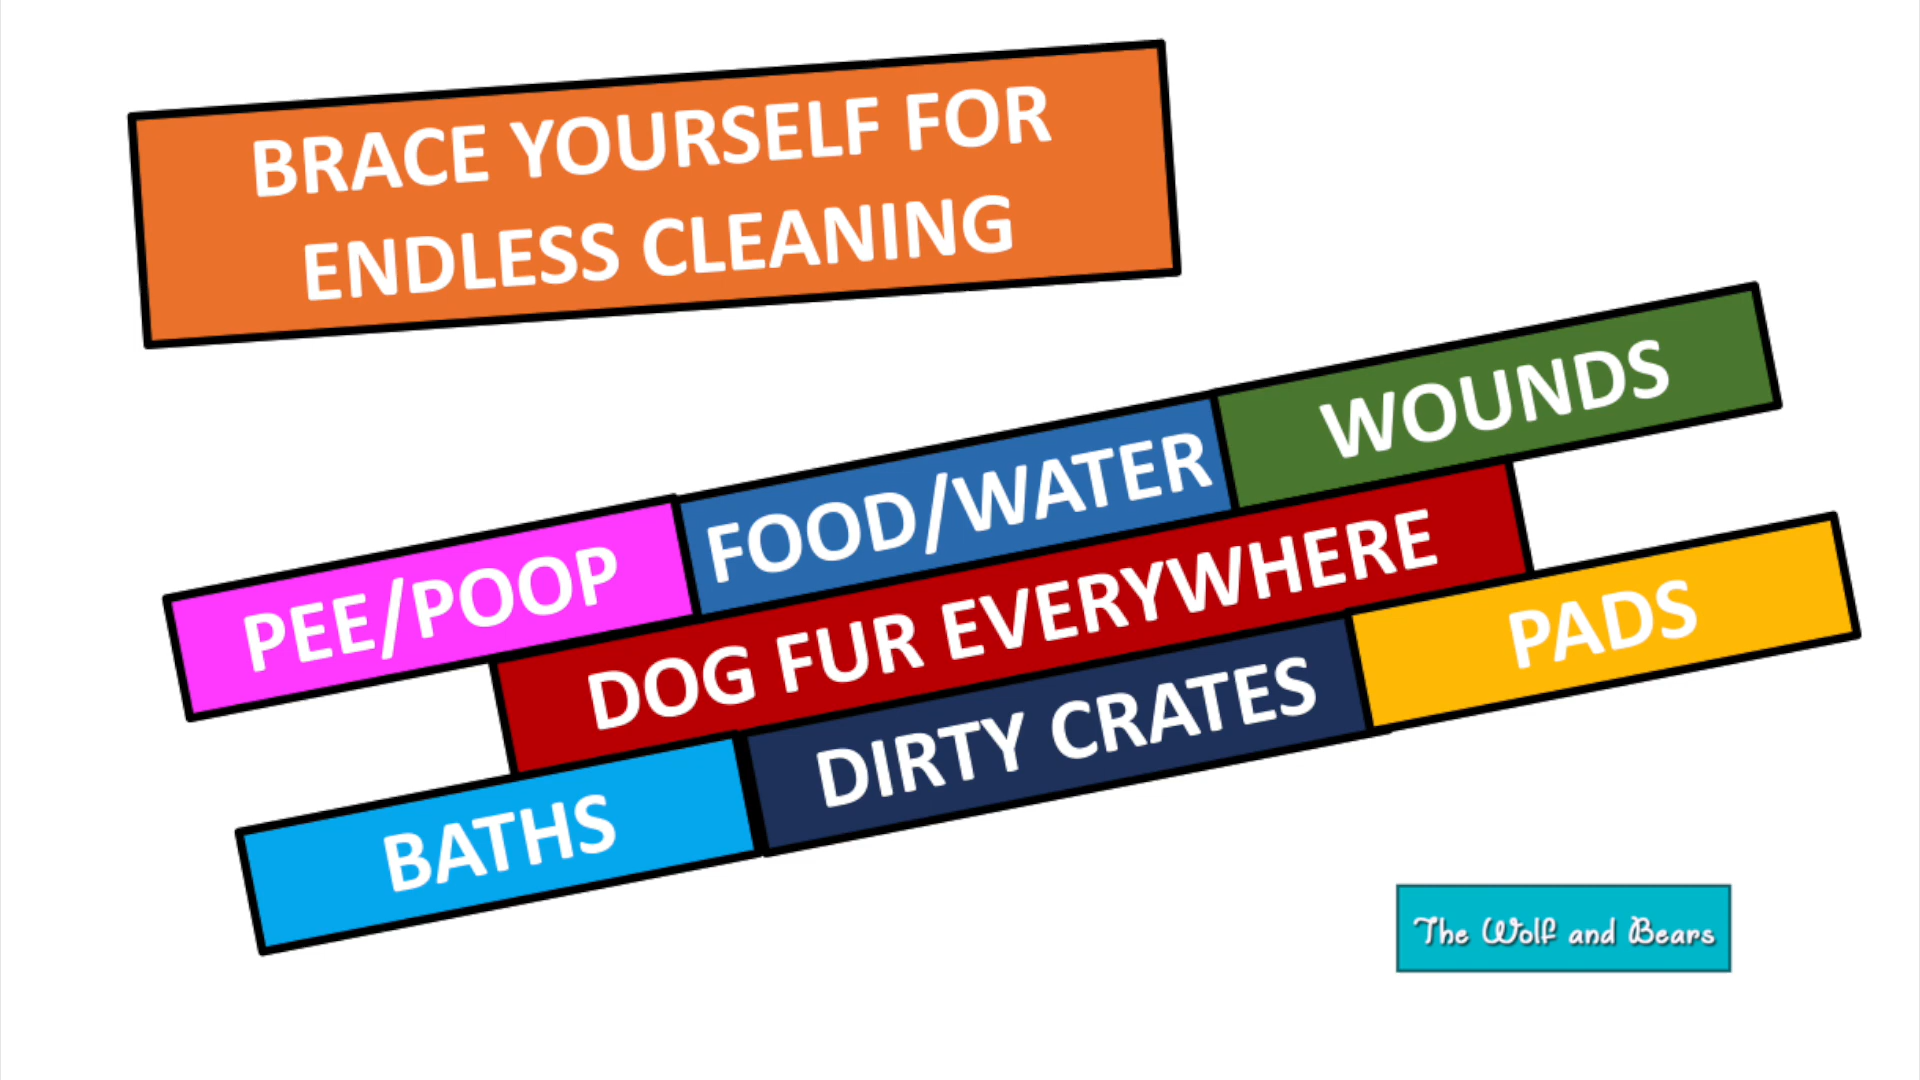 BRACE YOURSELF FOR
ENDLESS CLEANING
PEE/POOP
FOOD/WATER
WOUNDS
DOG FUR EVERYWHERE
BATHS
DIRTY CRATES
PADS
The Wolf and Bears